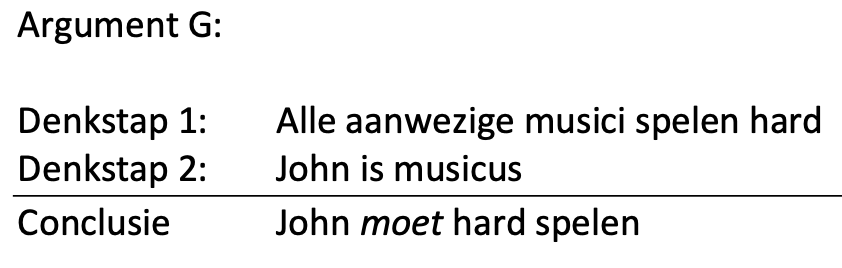 Argument G:
Denkstap 1: Alle aanwezige musici spelen hard
Denkstap 2: John is musicus
Conclusie John moet hard spelen